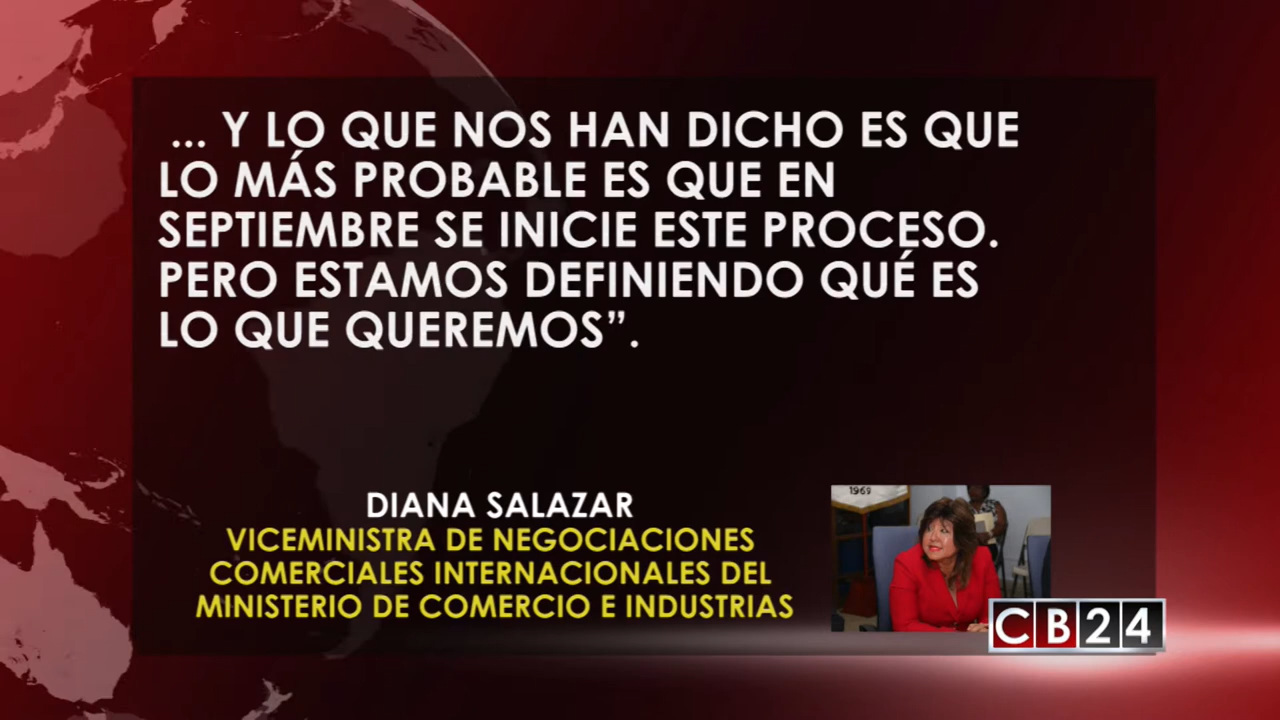 ... Y LO QUE NOS HAN DICHO ES QUE
LO MÁS PROBABLE ES QUE EN
SEPTIEMBRE SE INICIE ESTE PROCESO.
PERO ESTAMOS DEFINIENDO QUÉ ES
LO QUE QUEREMOS”.
DIANA SALAZAR
VICEMINISTRA DE NEGOCIACIONES
COMERCIALES INTERNACIONALES DEL
MINISTERIO DE COMERCIO E INDUSTRIAS
1969
CB24